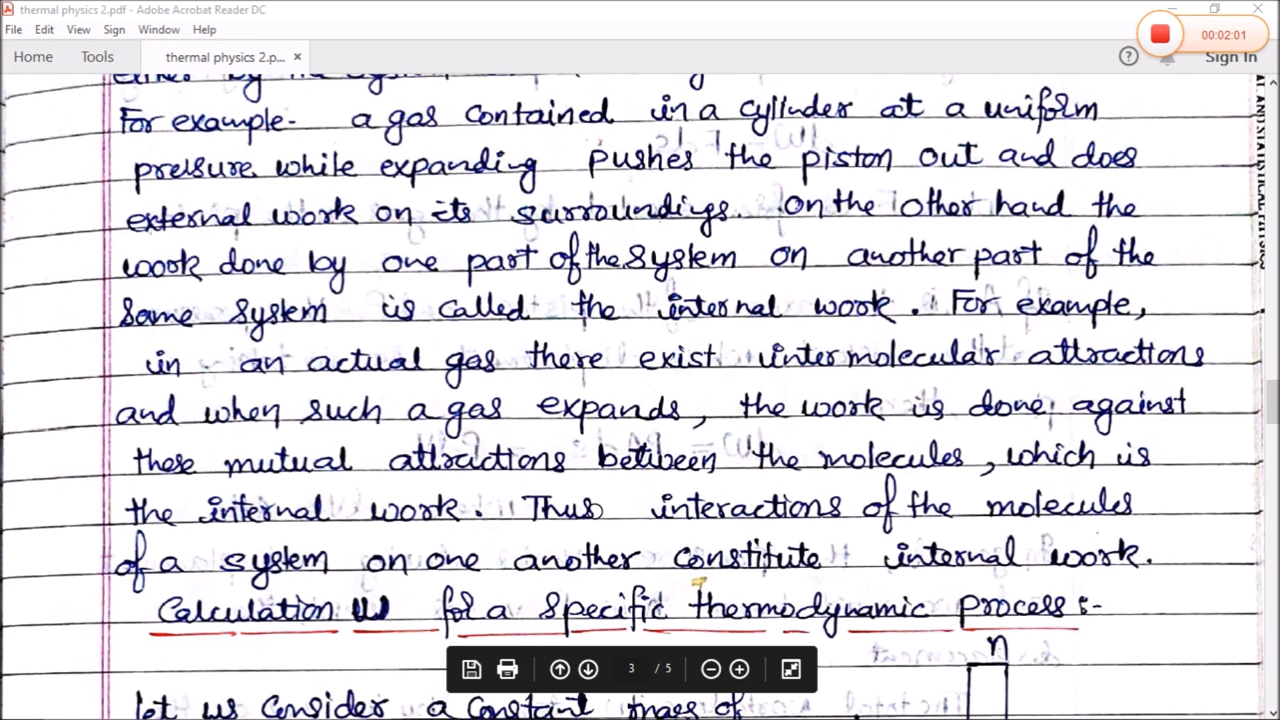 thermal physics 2.pdf - Adobe Acrobat Reader DC
File Edit View Sign Window Help
00:02:01
Home Tools thermal physics 2.p... × Sign In
For example- a gas contained in a cylinder at a uniform
pressure while expanding pushes the piston out and does
external work on its surroundings. On the other hand the
work done by one part of the system on another part of the
same system is called the internal work. For example,
in an actual gas there exist intermolecular attractions
and when such a gas expands, the work is done against
these mutual attractions between the molecules, which is
the internal work. Thus interactions of the molecules
of a system on one another constitute internal work.
Calculation W for a specific thermodynamic process:-
n
3 / 5
let us consider a constant mass of